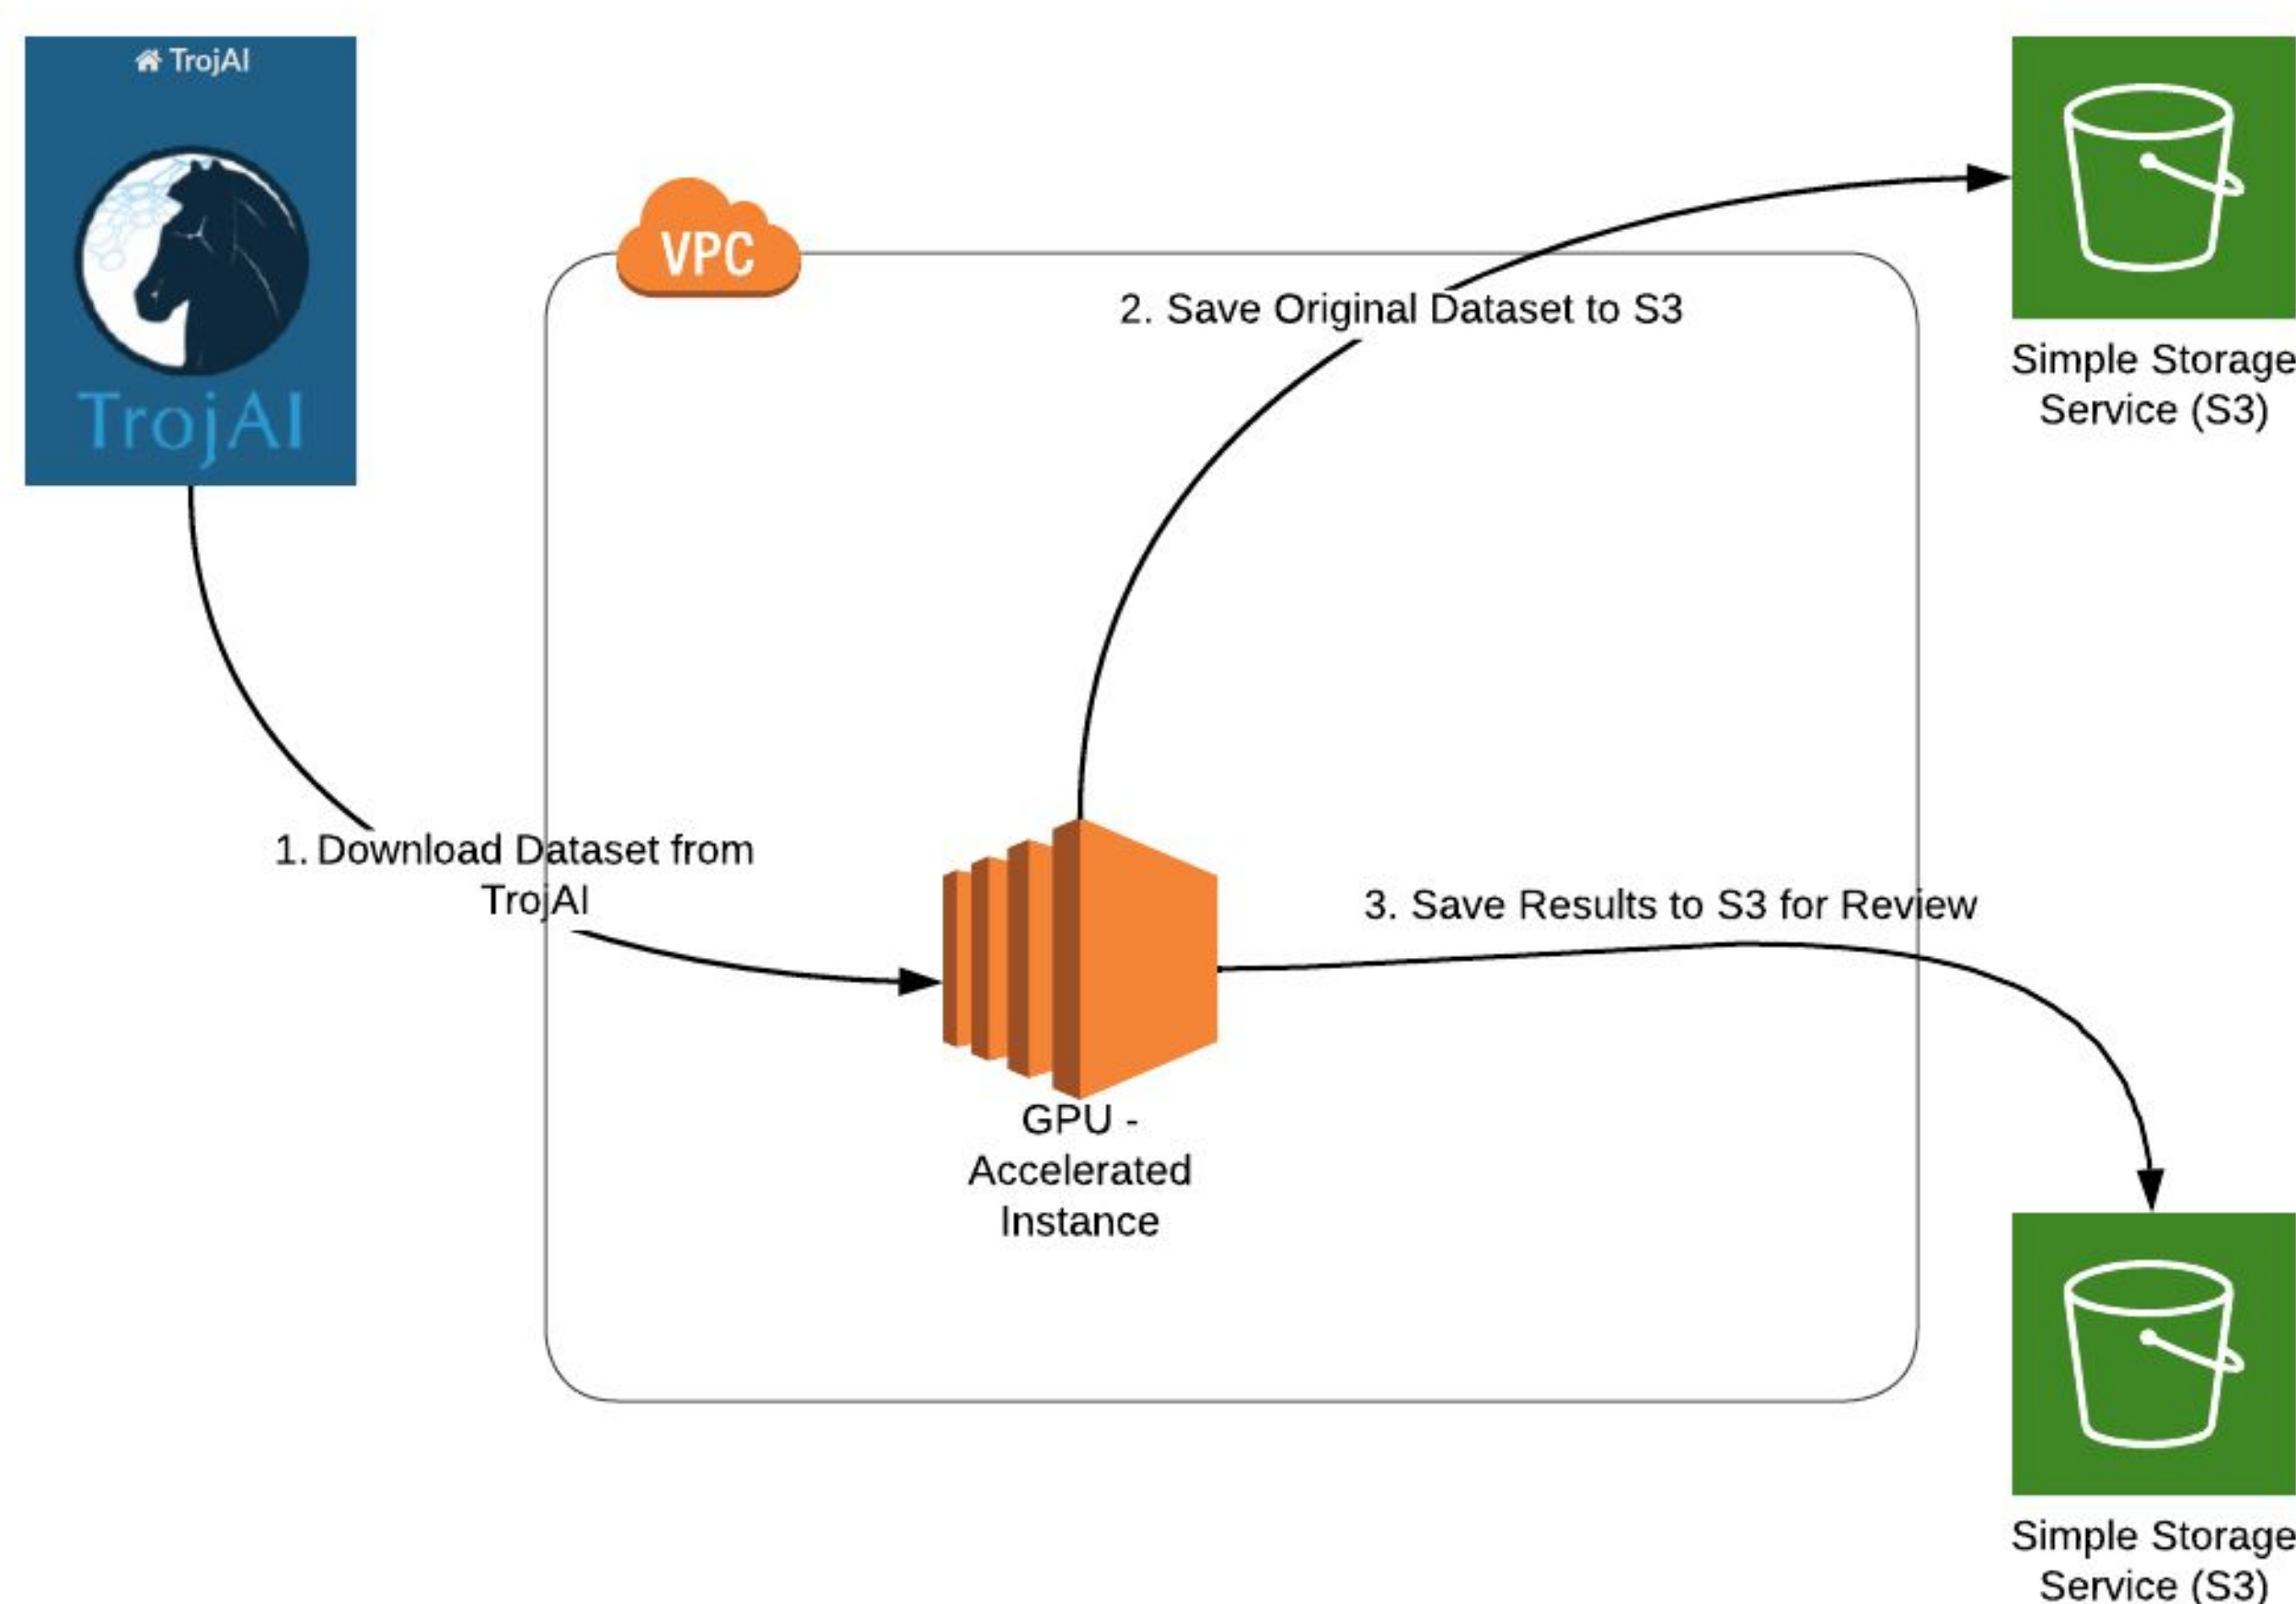 TrojAI
TrojAI
VPC
2. Save Original Dataset to S3
Simple Storage
Service (S3)
1. Download Dataset from
TrojAI
3. Save Results to S3 for Review
GPU -
Accelerated
Instance
Simple Storage
Service (S3)